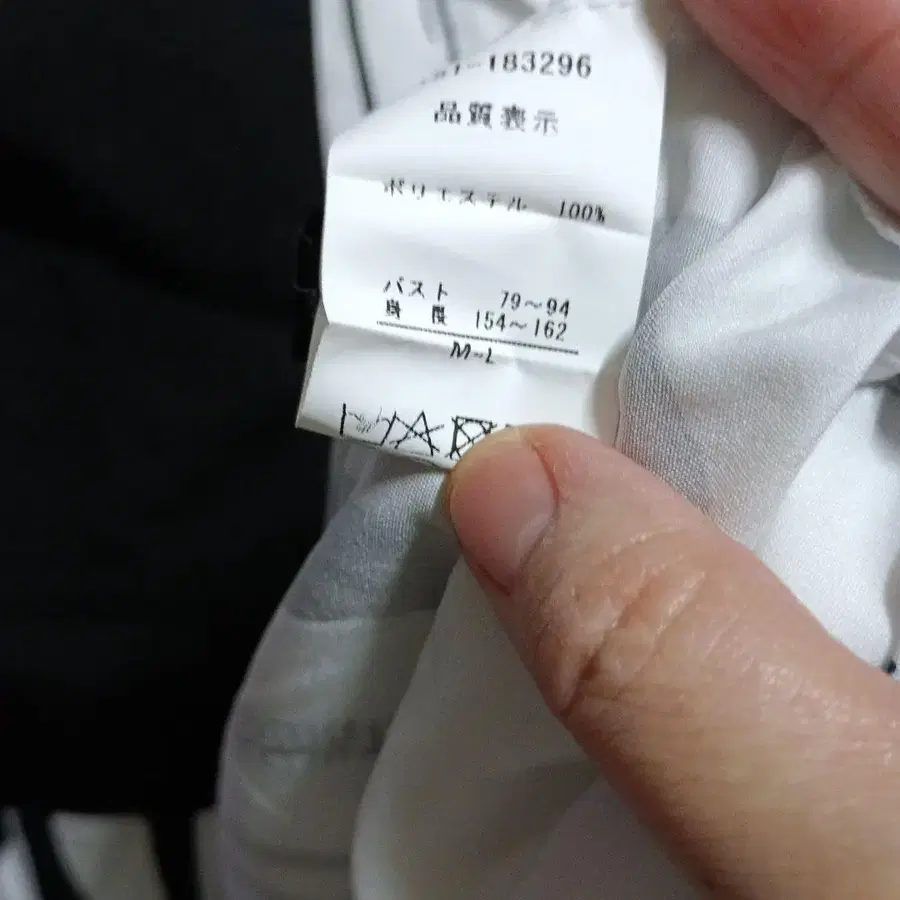 183296
品質表示
ポリエステル 100%
バスト 79～94
身長 154～162
M-L